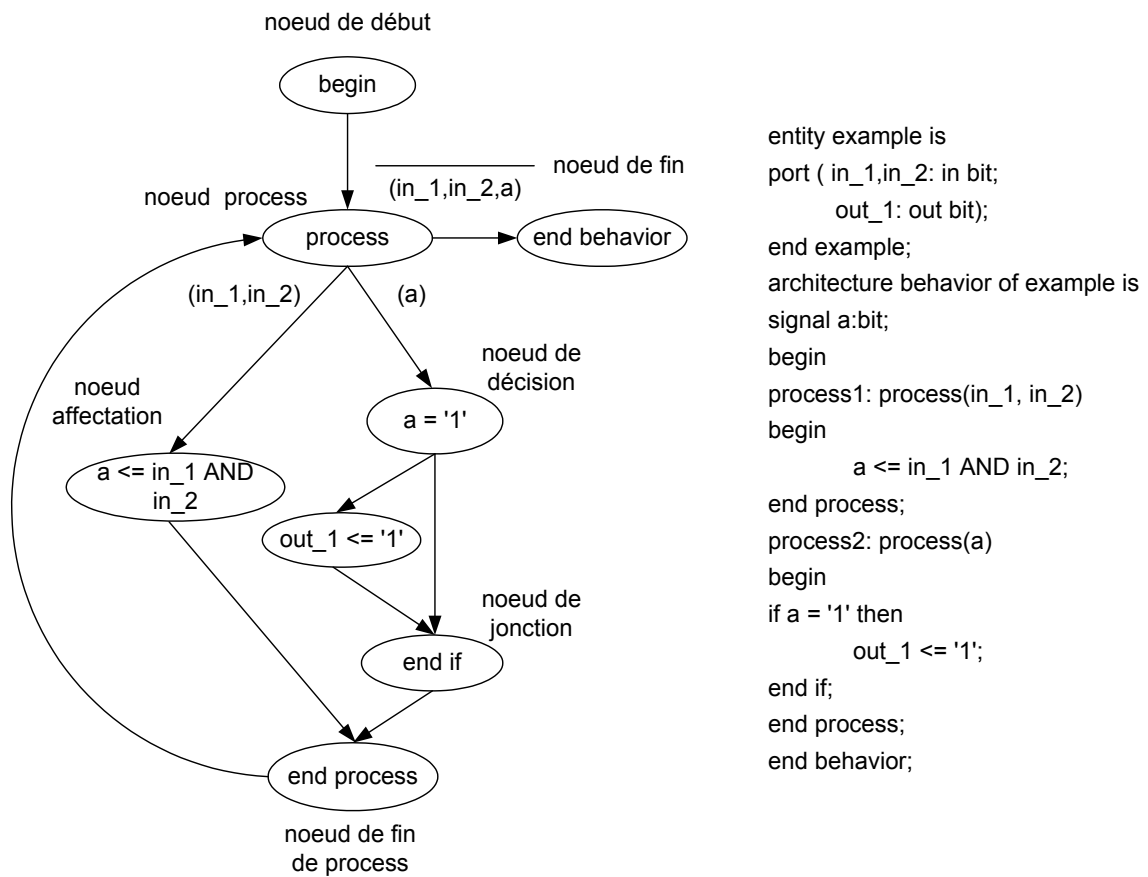 noeud de début
begin
noeud de fin
(in_1,in_2,a)
noeud process
process
end behavior
(in_1,in_2)
(a)
noeud de
décision
noeud
affectation
a = '1'
a <= in_1 AND
in_2
out_1 <= '1'
noeud de
jonction
end if
end process
noeud de fin
de process
entity example is
port ( in_1,in_2: in bit;
out_1: out bit);
end example;
architecture behavior of example is
signal a:bit;
begin
process1: process(in_1, in_2)
begin
a <= in_1 AND in_2;
end process;
process2: process(a)
begin
if a = '1' then
out_1 <= '1';
end if;
end process;
end behavior;